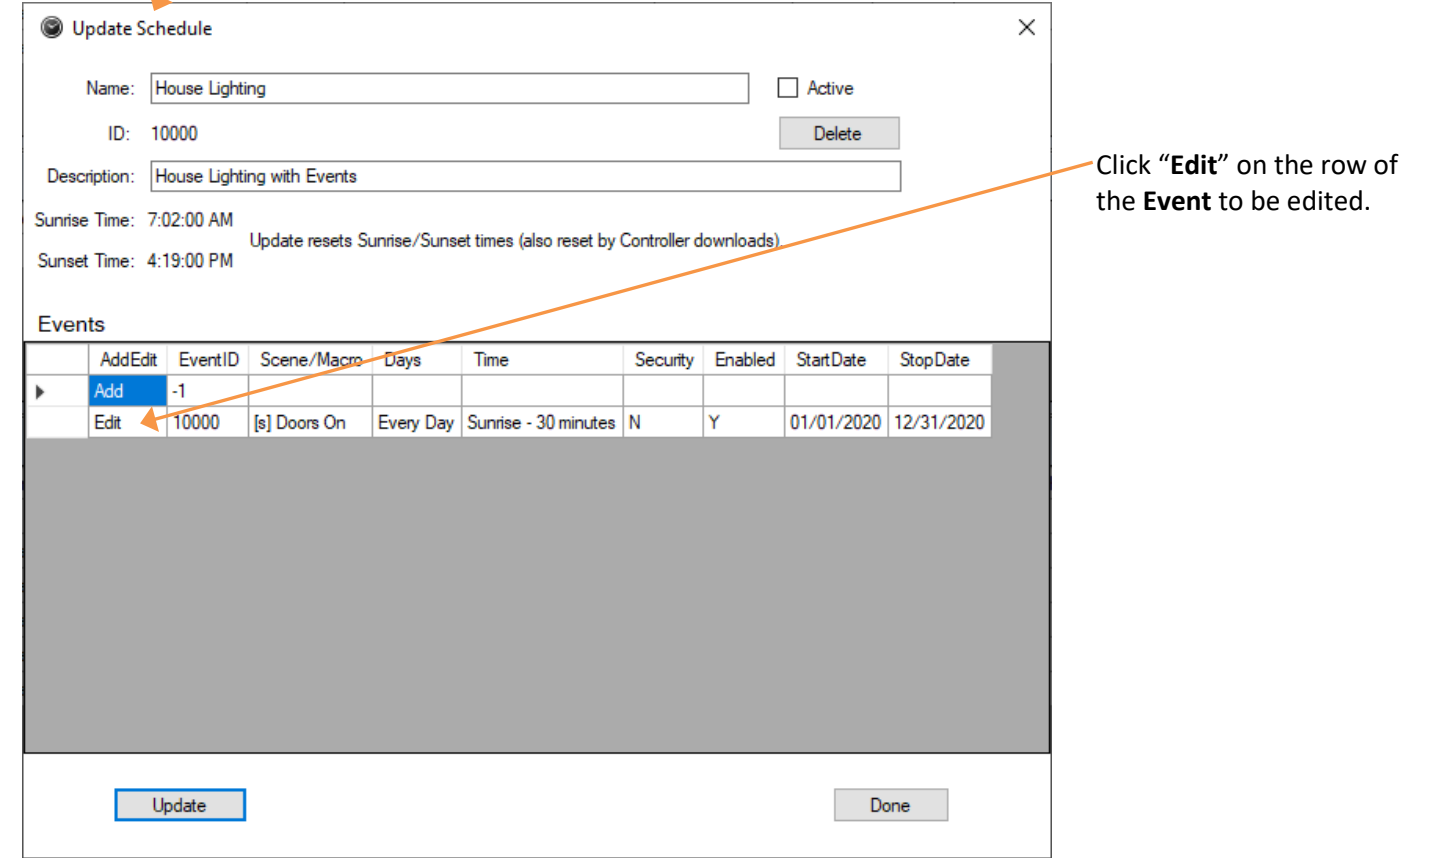 Update Schedule
Name: House Lighting Active
ID: 10000 Delete
Description: House Lighting with Events
Click “Edit” on the row of
the Event to be edited.
Sunrise Time: 7:02:00 AM
Update resets Sunrise/Sunset times (also reset by Controller downloads).
Sunset Time: 4:19:00 PM
Events
AddEdit EventID Scene/Macro Days Time Security Enabled StartDate StopDate
Add -1
Edit 10000 [s] Doors On Every Day Sunrise - 30 minutes N Y 01/01/2020 12/31/2020
Update Done